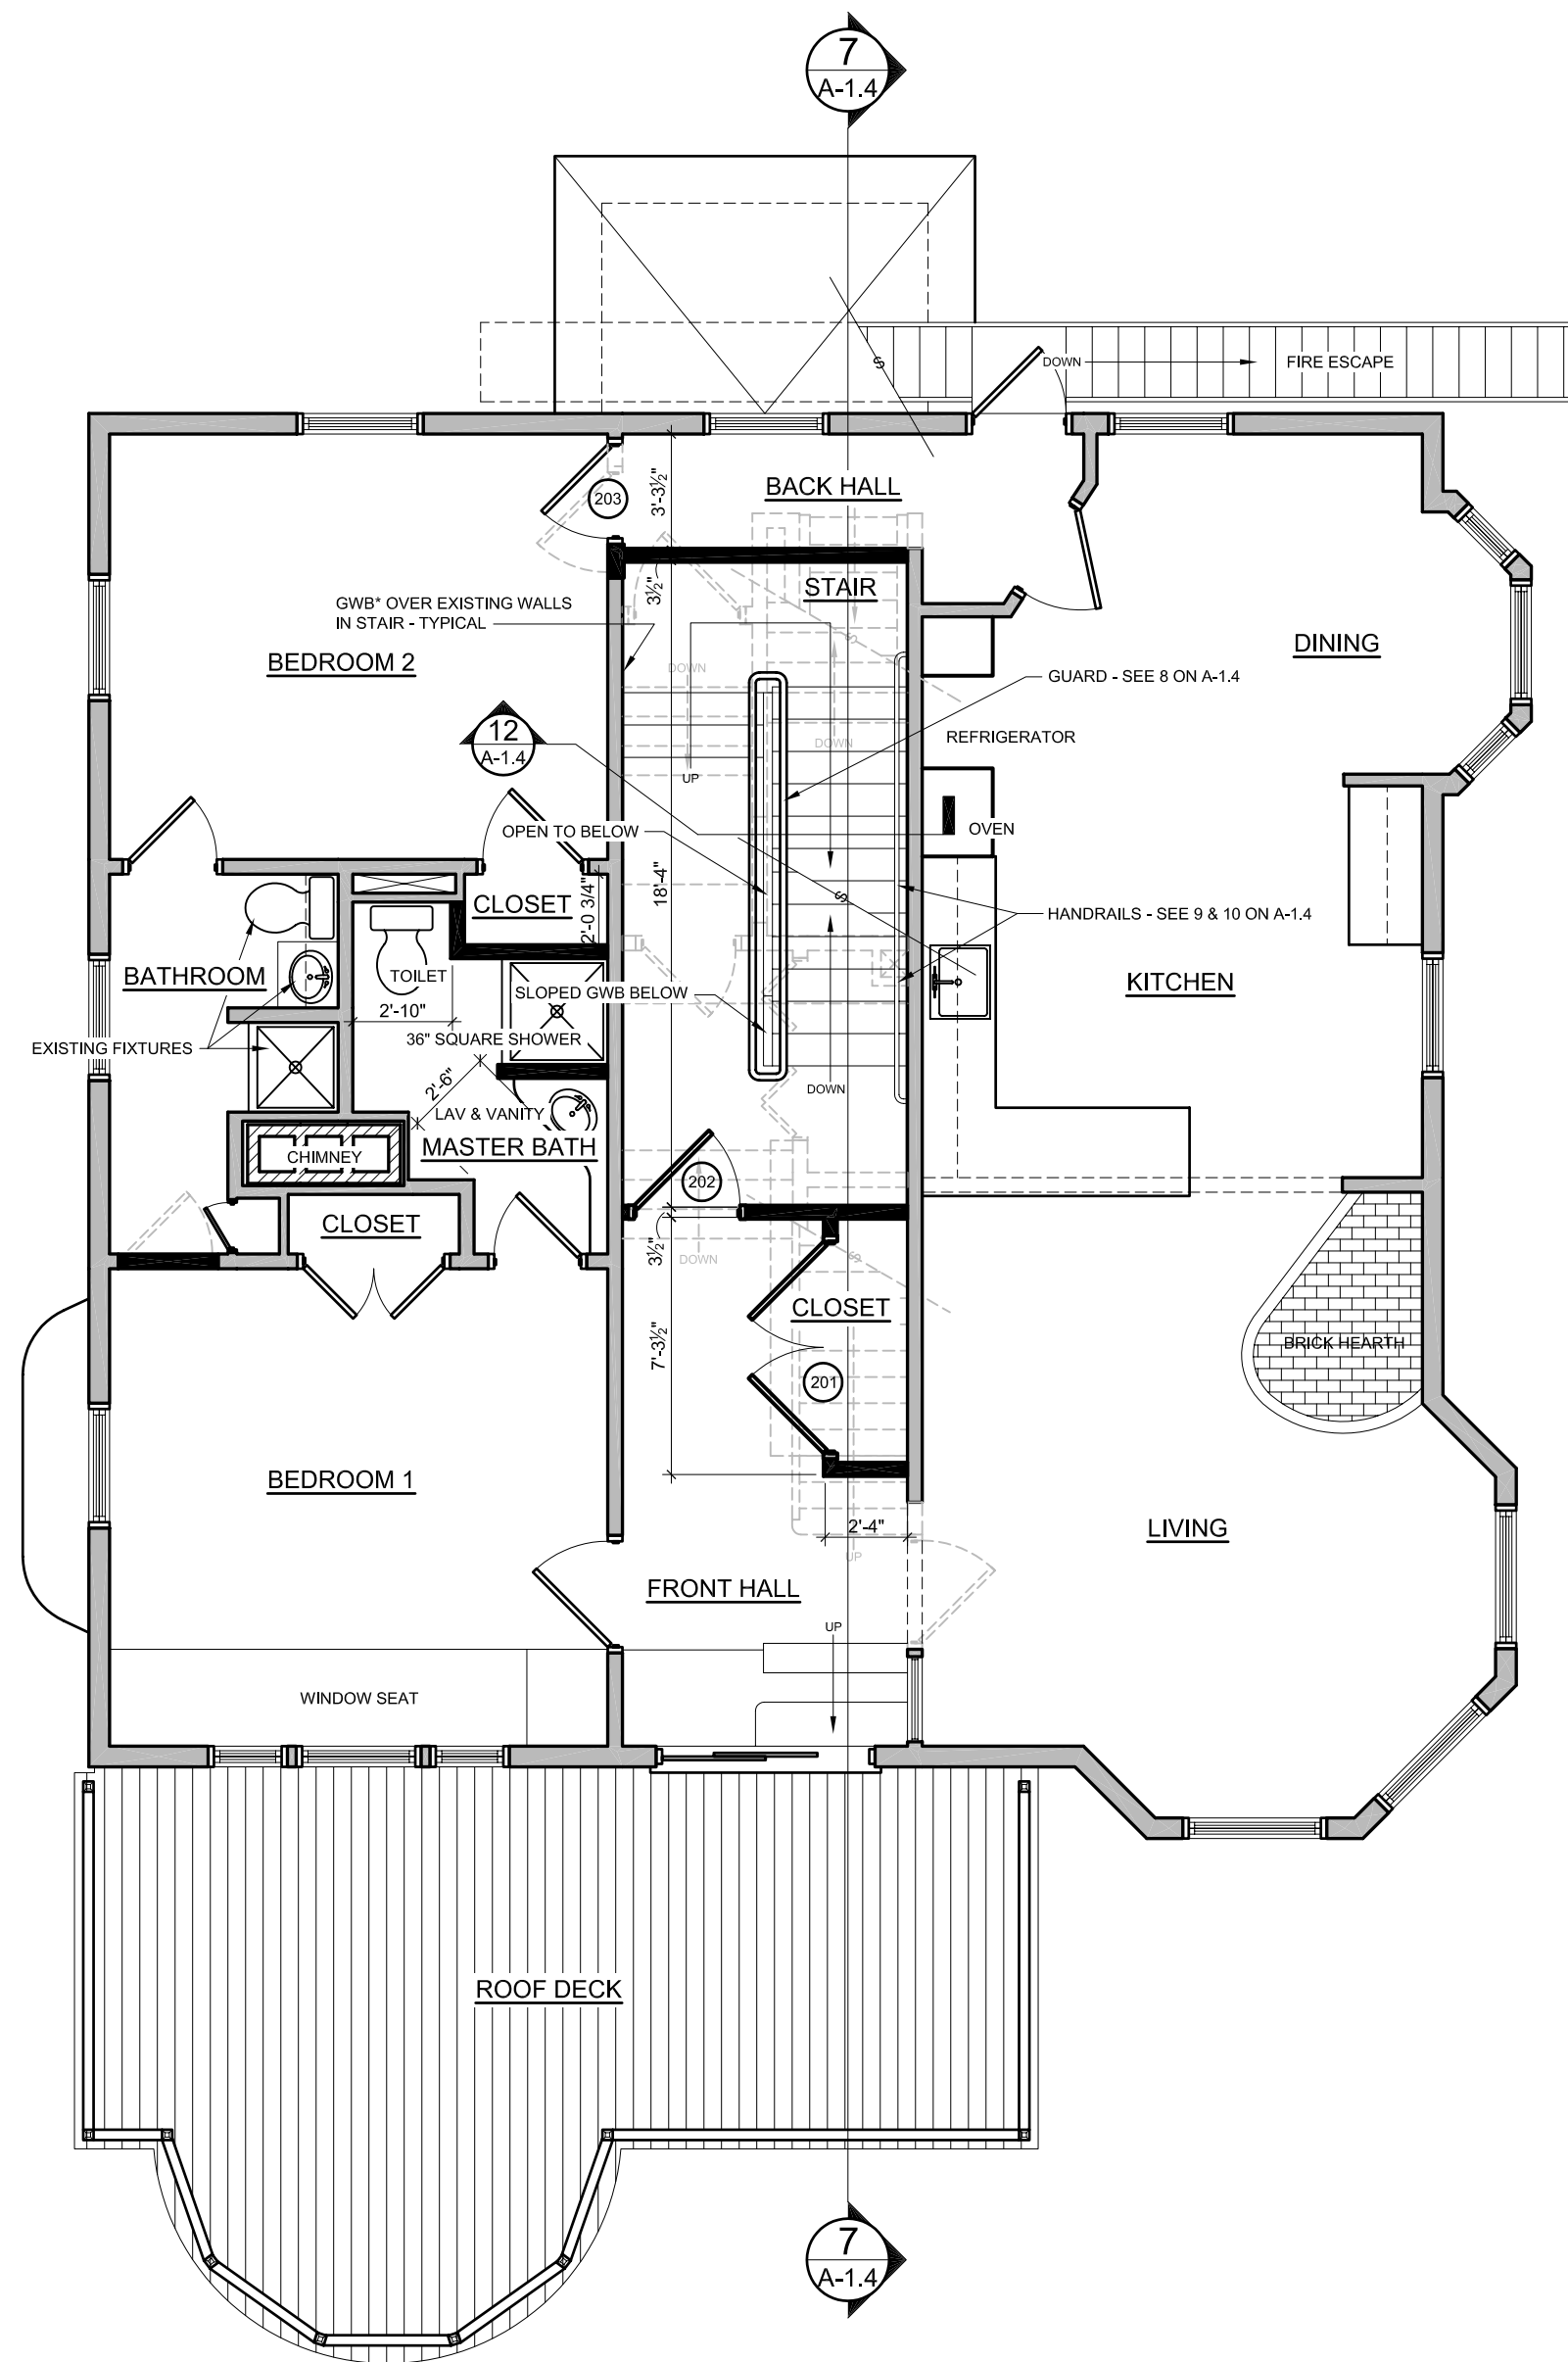 7
A-1.4
DOWN
FIRE ESCAPE
BACK HALL
203
3'-3½"
STAIR
3½"
GWB* OVER EXISTING WALLS
IN STAIR - TYPICAL
BEDROOM 2
DINING
DOWN
GUARD - SEE 8 ON A-1.4
12
A-1.4
DOWN
REFRIGERATOR
UP
OPEN TO BELOW
OVEN
18'-4"
CLOSET
2'-0 3/4"
HANDRAILS - SEE 9 & 10 ON A-1.4
BATHROOM
TOILET
KITCHEN
SLOPED GWB BELOW
2'-10"
36" SQUARE SHOWER
EXISTING FIXTURES
2'-6"
DOWN
LAV & VANITY
MASTER BATH
CHIMNEY
202
CLOSET
3½"
DOWN
CLOSET
7'-3½"
BRICK HEARTH
201
BEDROOM 1
LIVING
2'-4"
UP
FRONT HALL
UP
WINDOW SEAT
ROOF DECK
7
A-1.4